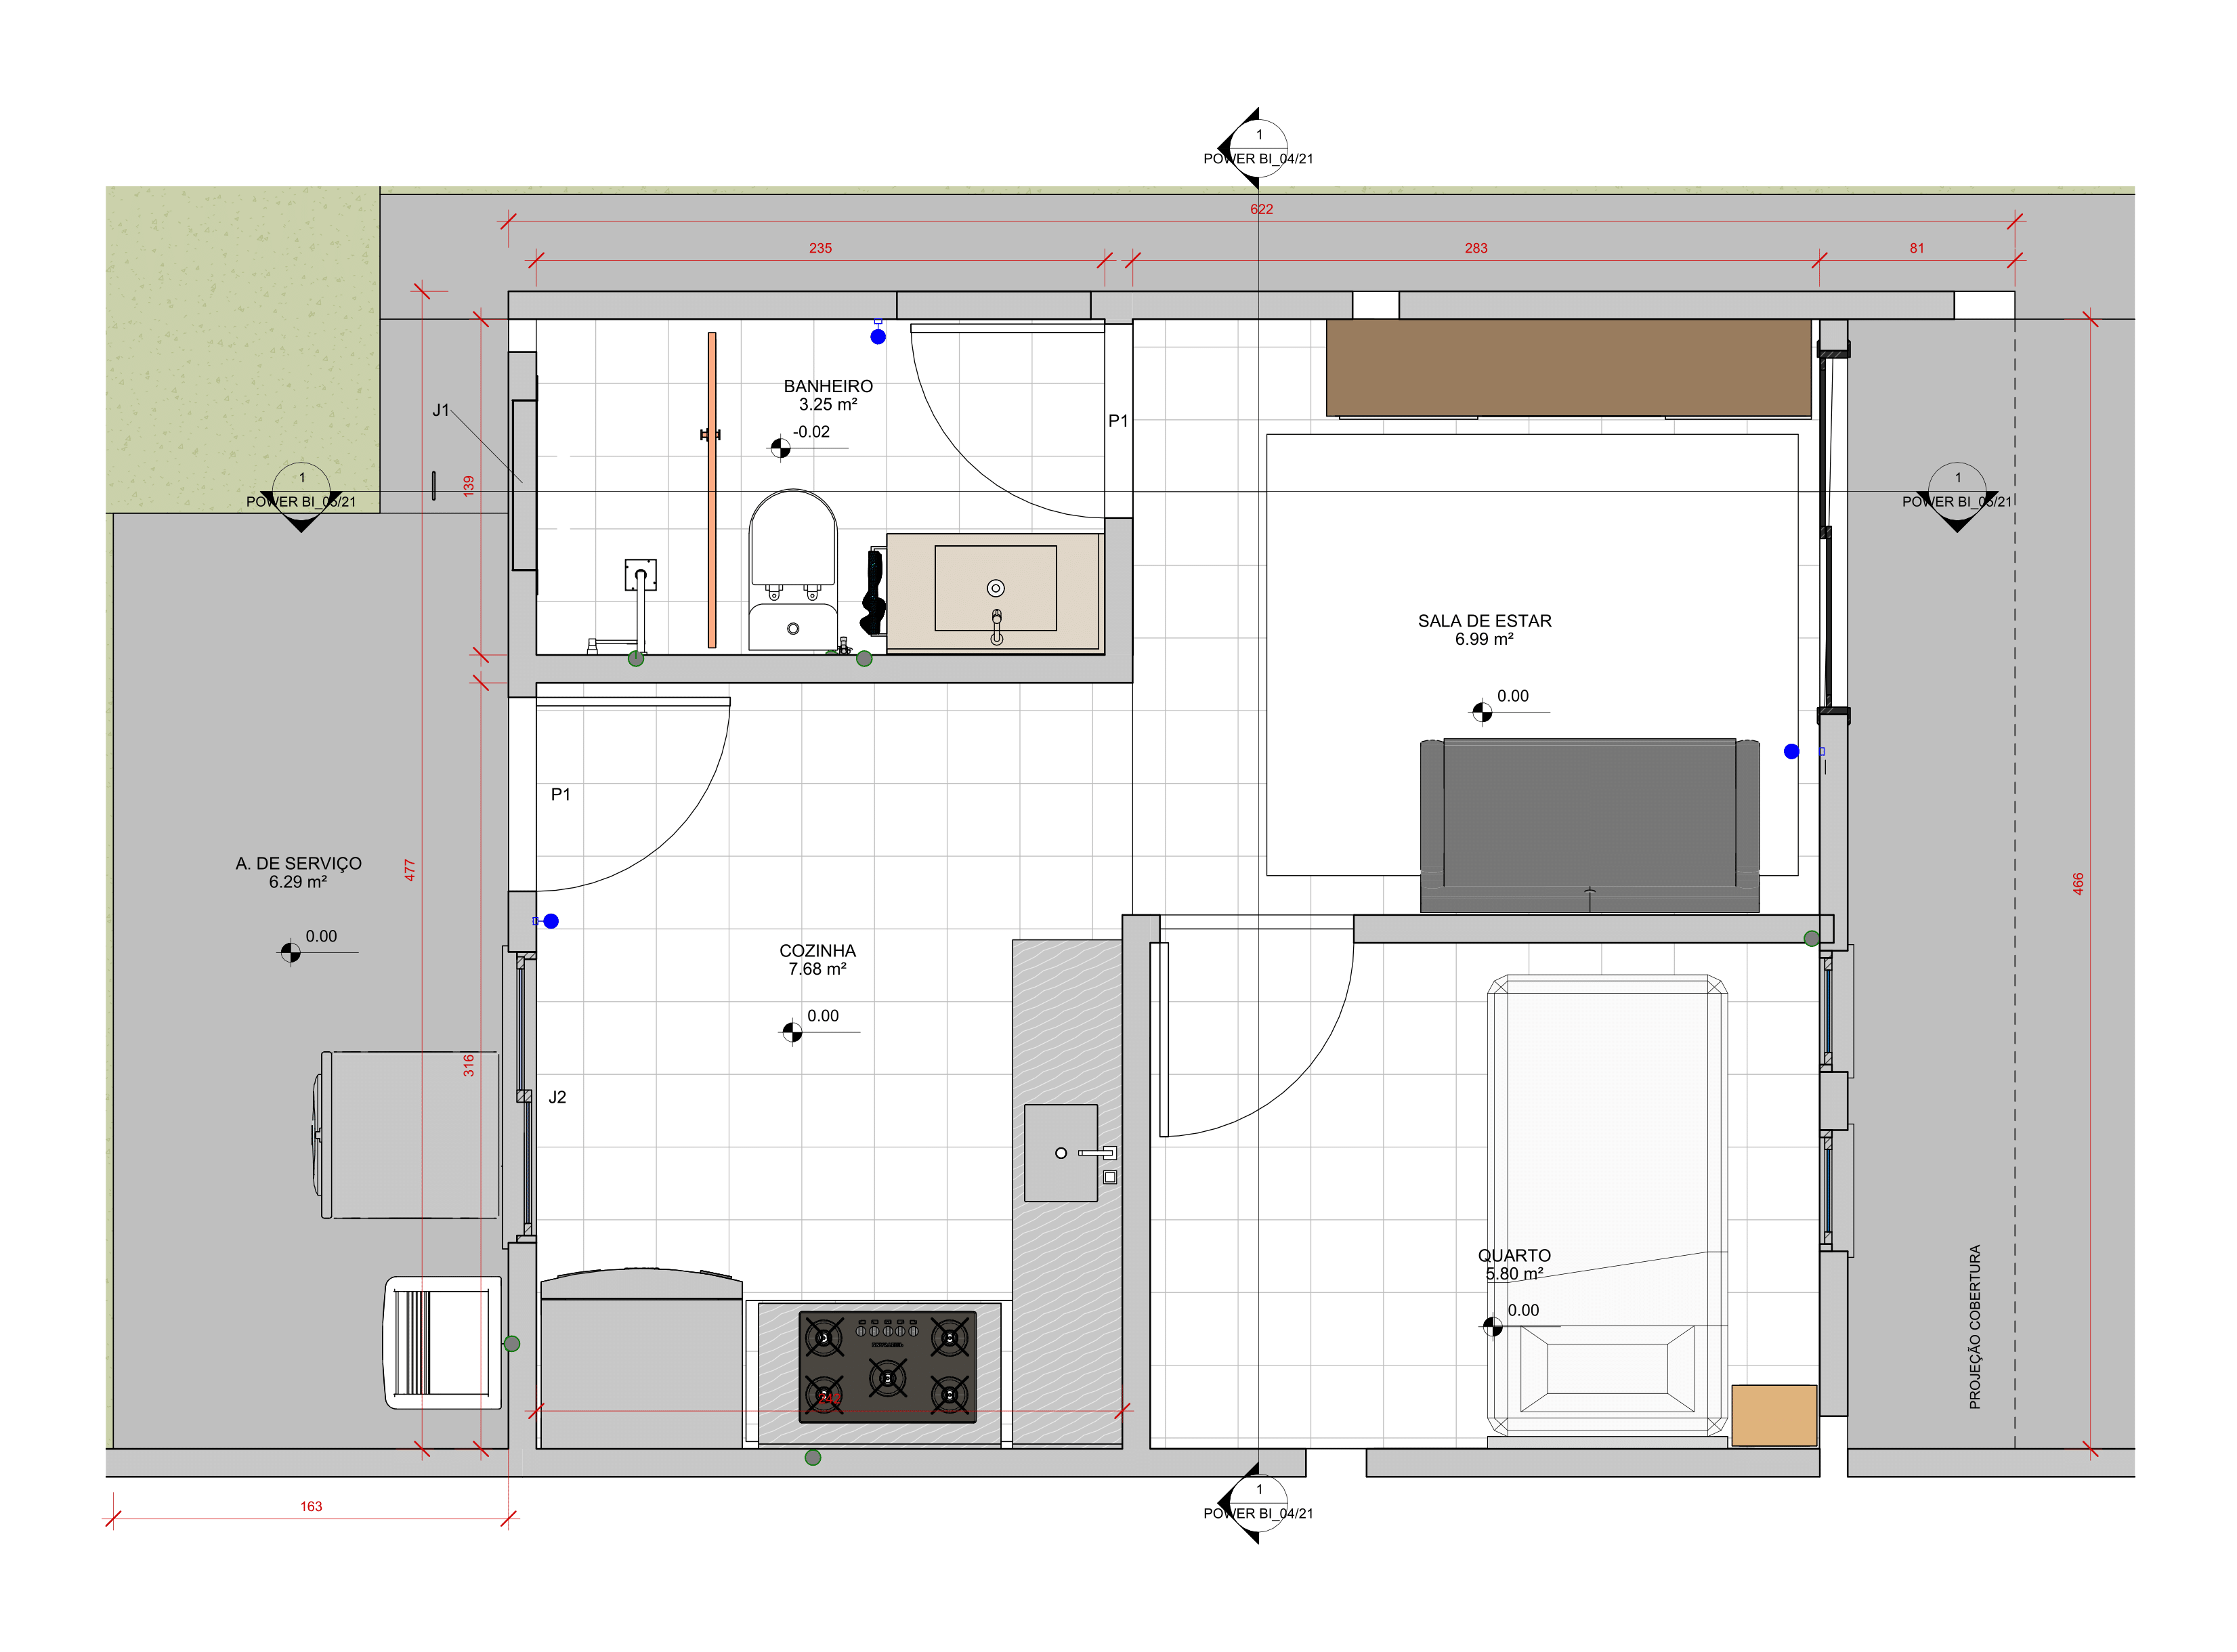 1
POWER BI_04/21
622
235
283
81
BANHEIRO
3.25 m²
-0.02
P1
J1
139
1
POWER BI_05/21
1
POWER BI_05/21
SALA DE ESTAR
6.99 m²
0.00
P1
A. DE SERVIÇO
6.29 m²
0.00
477
466
COZINHA
7.68 m²
0.00
316
J2
QUARTO
5.80 m²
0.00
PROJEÇÃO COBERTURA
242
163
1
POWER BI_04/21